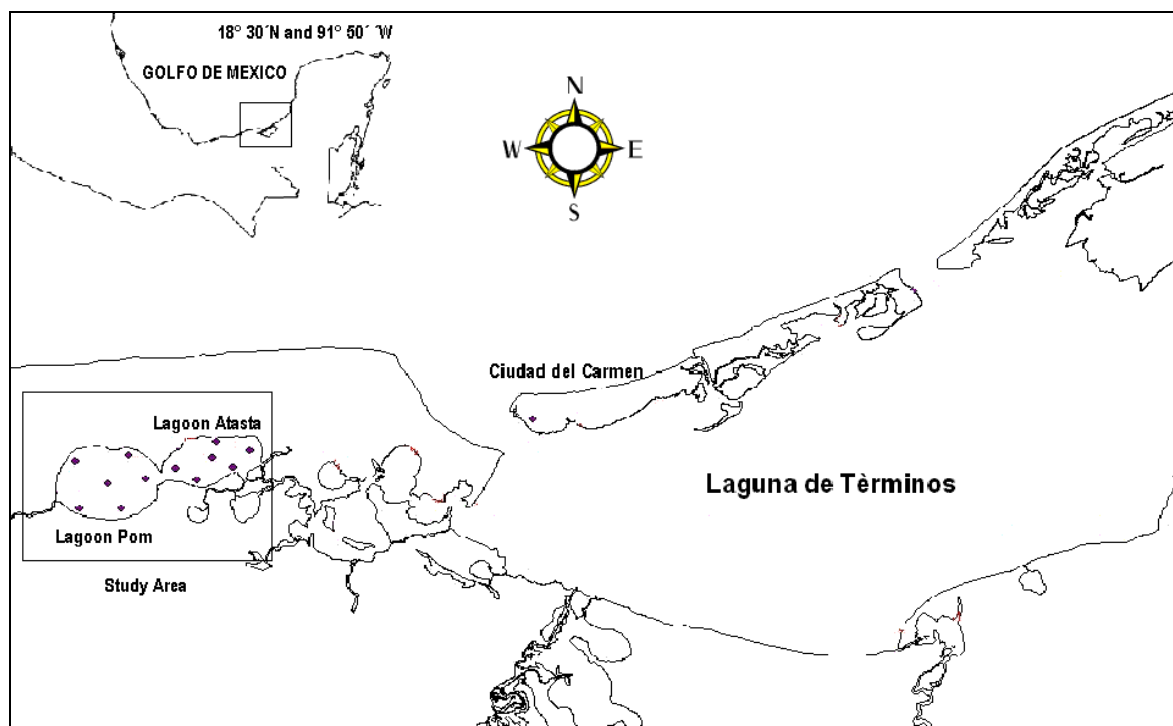 18° 30´N and 91° 50´ ´W
GOLFO DE MEXICO
N
W
E
S
Ciudad del Carmen
Lagoon Atasta
Laguna de Tèrminos
Lagoon Pom
Study Area